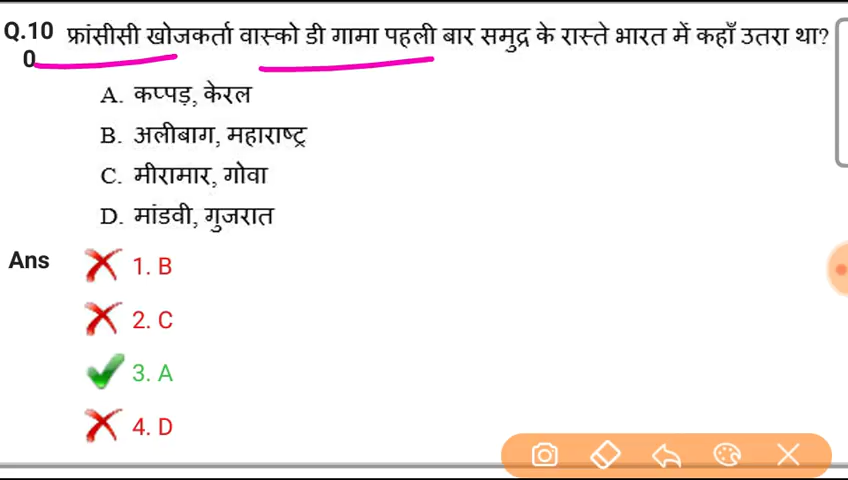 Q.10 फ्रांसीसी खोजकर्ता वास्को डी गामा पहली बार समुद्र के रास्ते भारत में कहाँ उतरा था?
0
A. कप्पड़, केरल
B. अलीबाग, महाराष्ट्र
C. मीरामार, गोवा
D. मांडवी, गुजरात
Ans
1. B
2. C
3. A
4. D